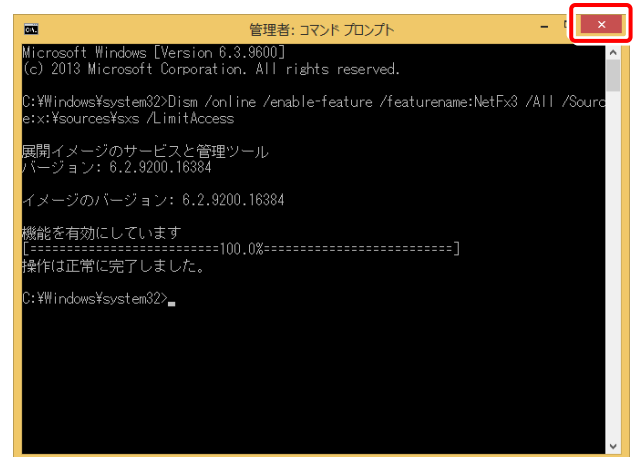 管理者: コマンド プロンプト
Microsoft Windows [Version 6.3.9600]
(c) 2013 Microsoft Corporation. All rights reserved.
C:¥Windows¥system32>Dism /online /enable-feature /featurename:NetFx3 /All /Sourc
e:x:¥sources¥sxs /LimitAccess
展開イメージのサービスと管理ツール
バージョン: 6.2.9200.16384
イメージのバージョン: 6.2.9200.16384
機能を有効にしています
[==========================100.0%==========================]
操作は正常に完了しました。
C:¥Windows¥system32>